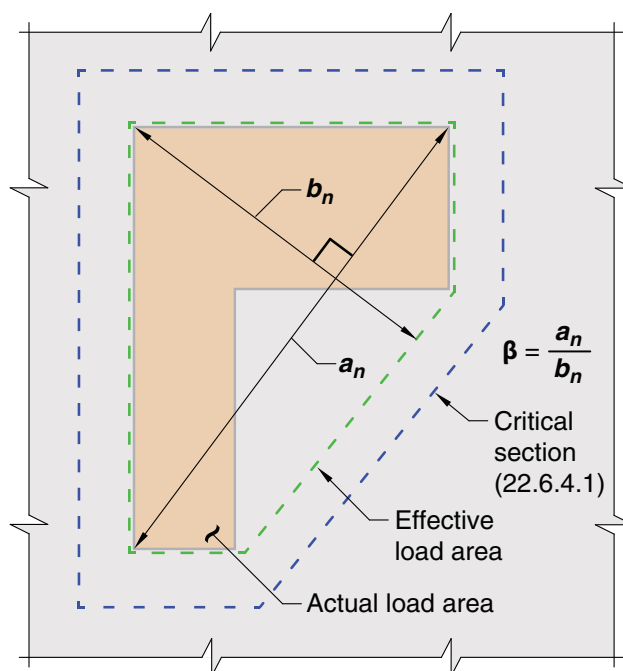 bn
an
β = an
bn
Critical
section
(22.6.4.1)
Effective
load area
Actual load area